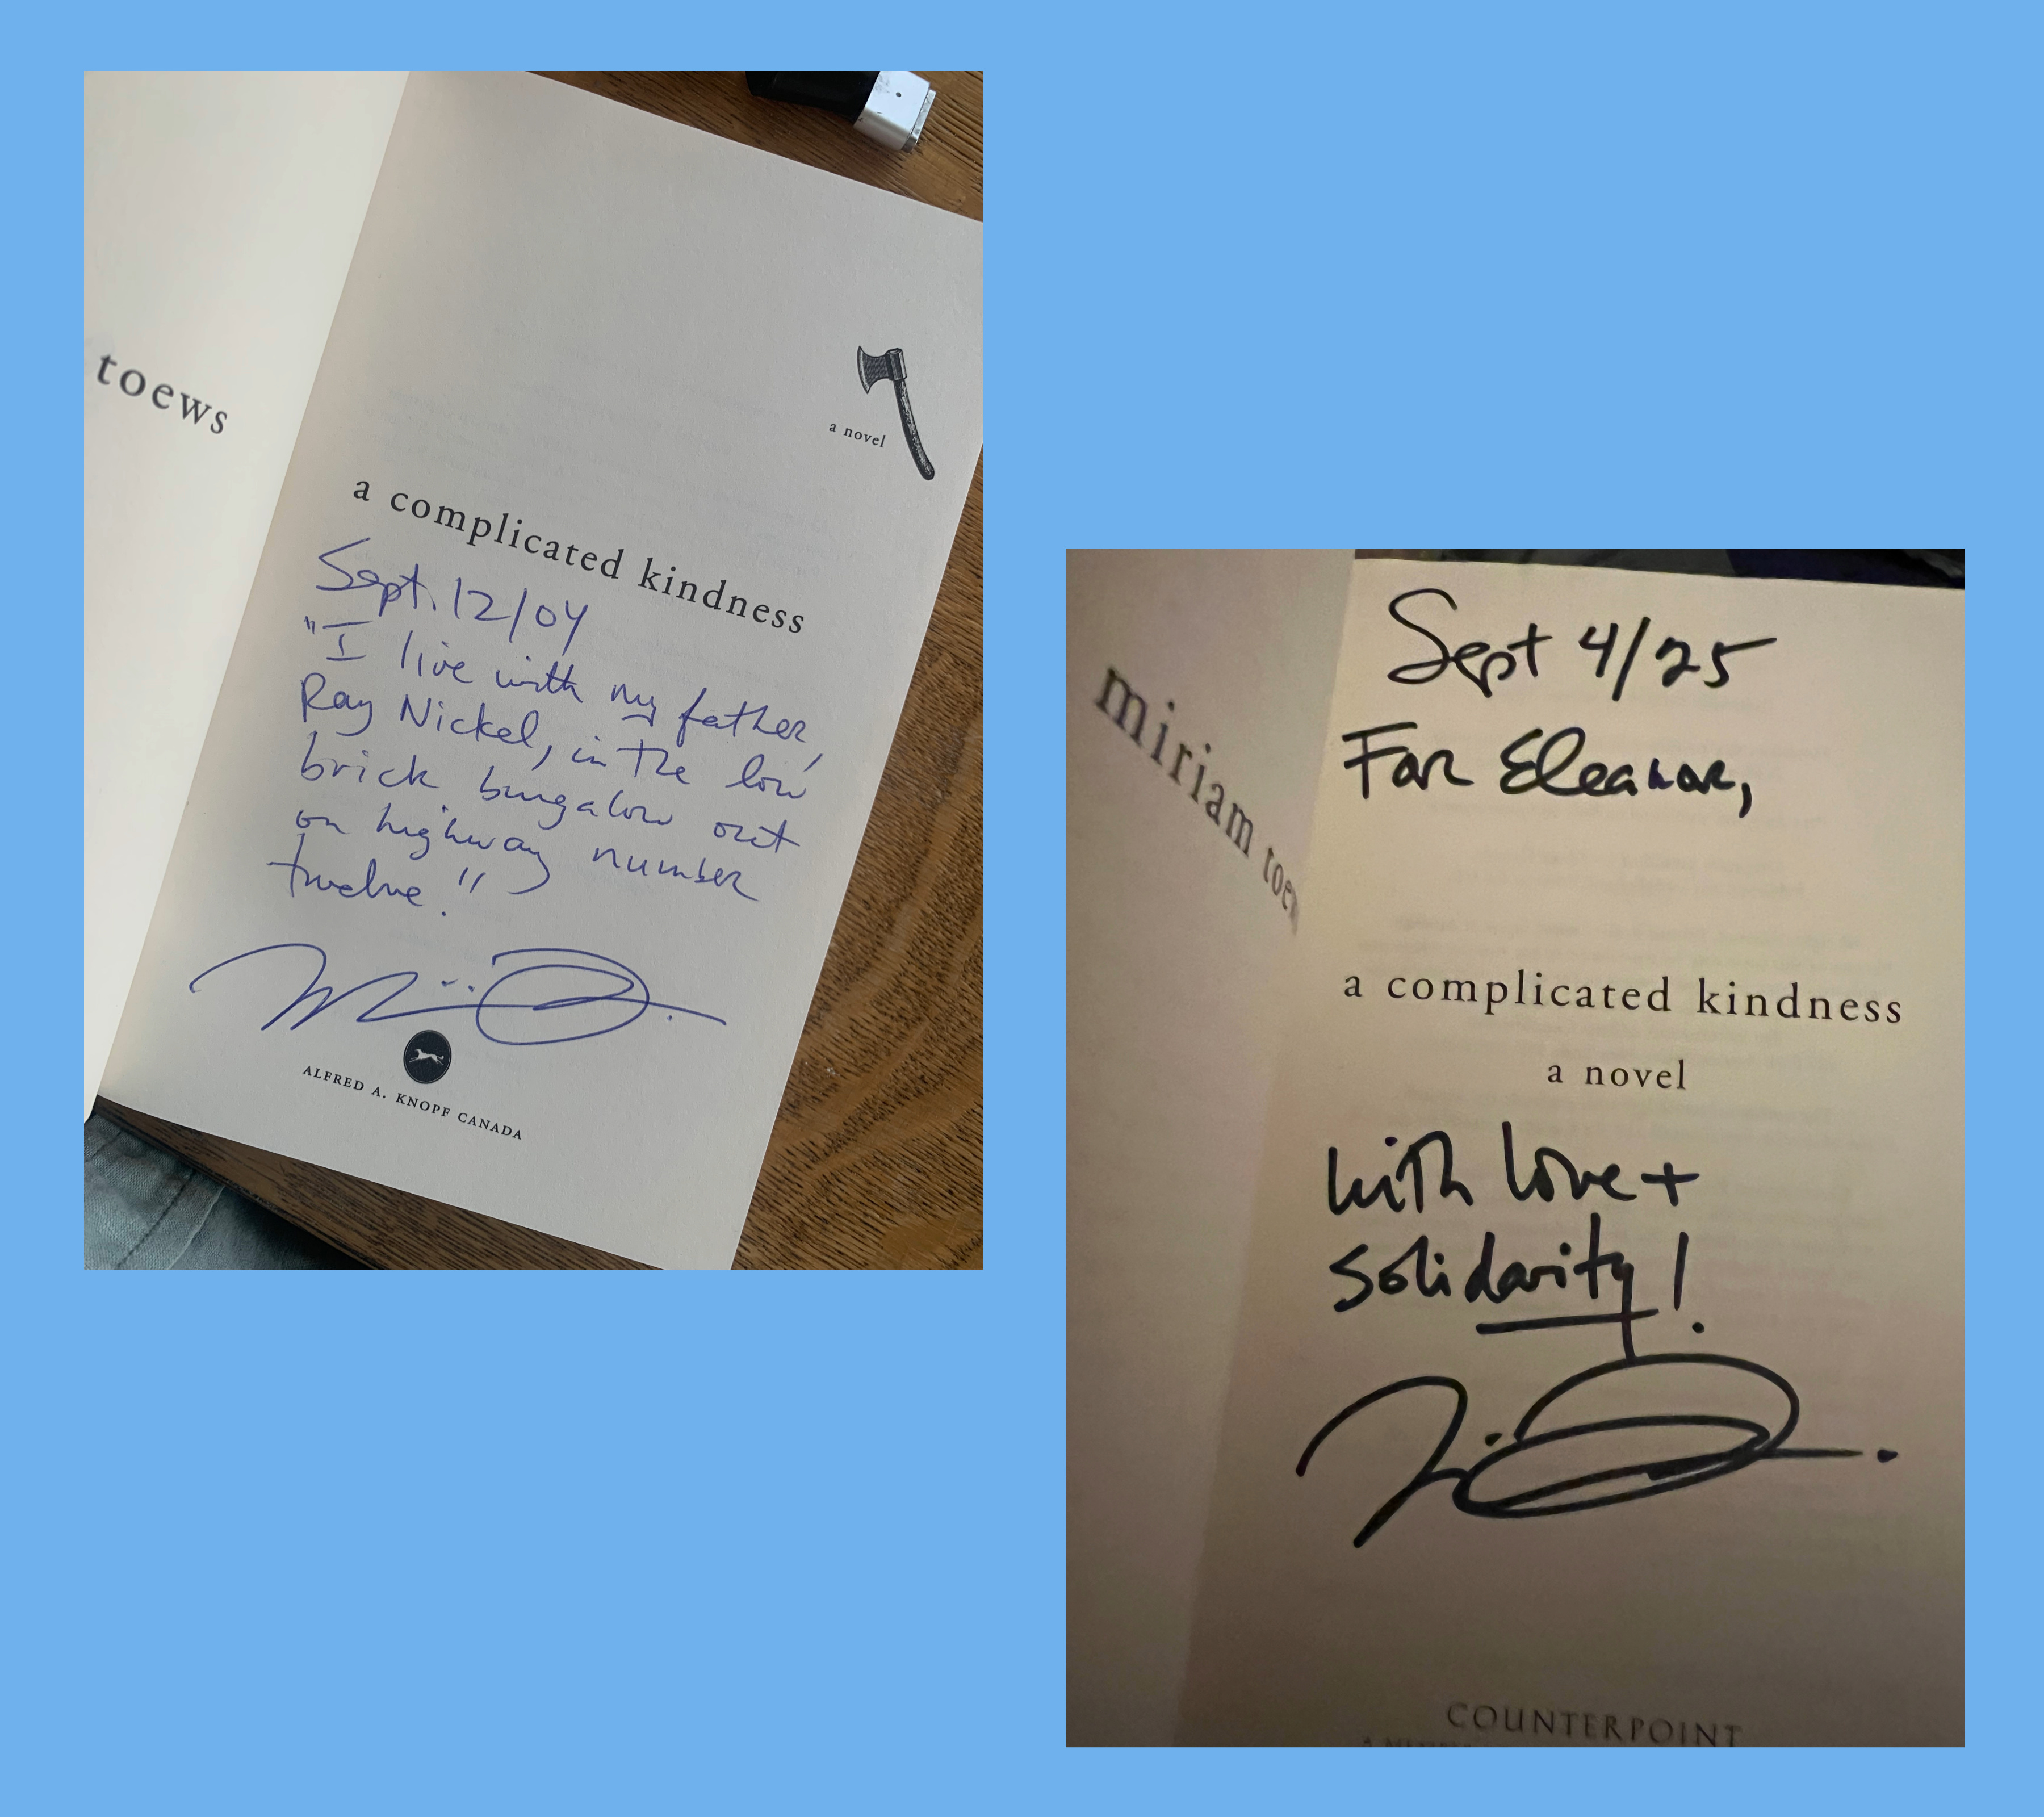 toews
a novel
a complicated kindness
Sept. 12/04
"I live with my father,
Ray Nickel, in the low
brick bungalow out
on highway number
twelve."
ALFRED A. KNOPF CANADA
miriam toew
Sept 4/25
For Eleanor,
a complicated kindness
a novel
with love +
solidarity!
COUNTERPOINT